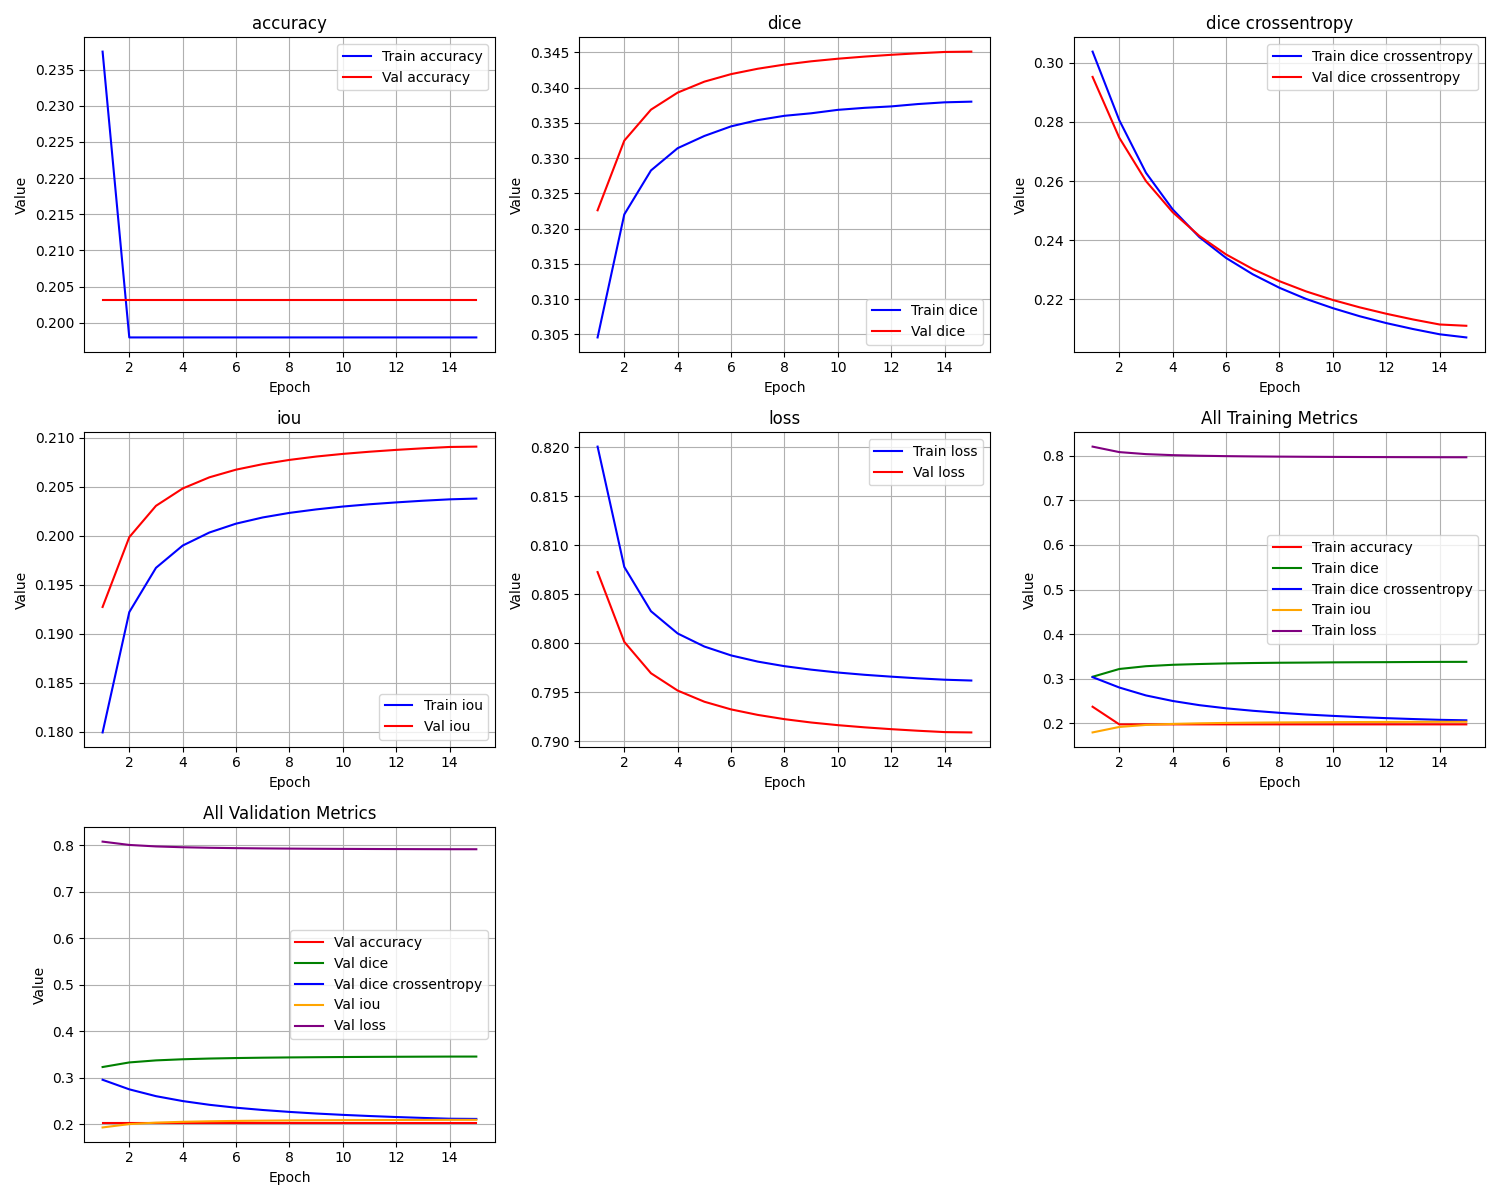 accuracy
0.235
0.230
0.225
0.220
0.215
0.210
0.205
0.200
Value
Train accuracy
Val accuracy
2 4 6 8 10 12 14
Epoch
dice
0.345
0.340
0.335
0.330
0.325
0.320
0.315
0.310
0.305
Value
Train dice
Val dice
2 4 6 8 10 12 14
Epoch
dice crossentropy
0.30
0.28
0.26
0.24
0.22
Value
Train dice crossentropy
Val dice crossentropy
2 4 6 8 10 12 14
Epoch
iou
0.210
0.205
0.200
0.195
0.190
0.185
0.180
Value
Train iou
Val iou
2 4 6 8 10 12 14
Epoch
loss
0.820
0.815
0.810
0.805
0.800
0.795
0.790
Value
Train loss
Val loss
2 4 6 8 10 12 14
Epoch
All Training Metrics
0.8
0.7
0.6
0.5
0.4
0.3
0.2
Value
Train accuracy
Train dice
Train dice crossentropy
Train iou
Train loss
2 4 6 8 10 12 14
Epoch
All Validation Metrics
0.8
0.7
0.6
0.5
0.4
0.3
0.2
Value
Val accuracy
Val dice
Val dice crossentropy
Val iou
Val loss
2 4 6 8 10 12 14
Epoch